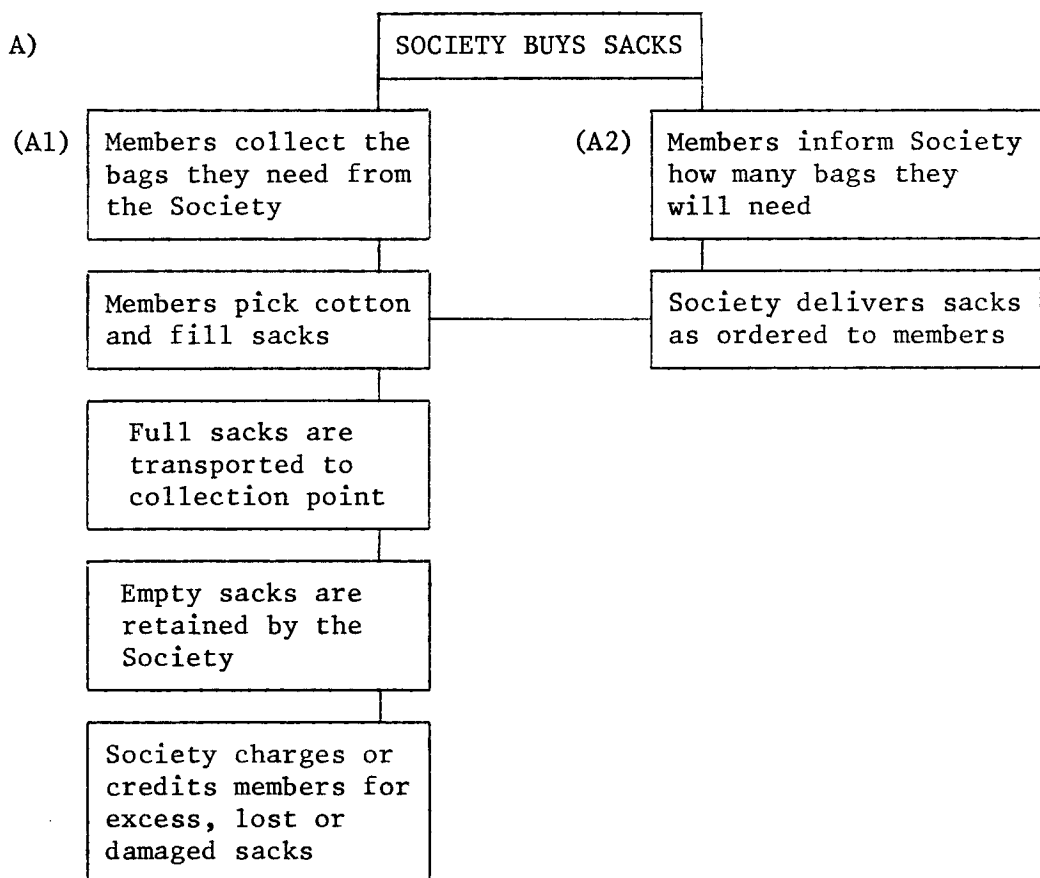 A)
SOCIETY BUYS SACKS
(A1)
Members collect the
bags they need from
the Society
(A2)
Members inform Society
how many bags they
will need
Members pick cotton
and fill sacks
Society delivers sacks
as ordered to members
Full sacks are
transported to
collection point
Empty sacks are
retained by the
Society
Society charges or
credits members for
excess, lost or
damaged sacks